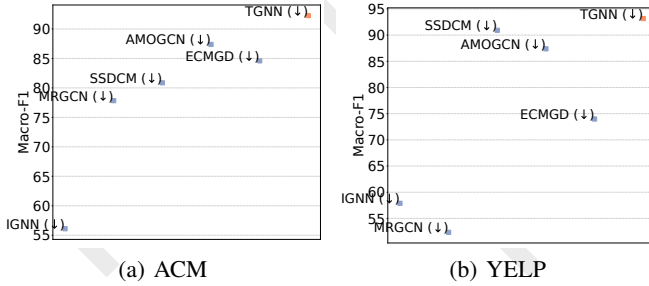 TGNN (↓)
90
AMOGCN (↓)
ECMGD (↓)
85
SSDCM (↓)
80
MRGCN (↓)
75
70
65
60
IGNN (↓)
55
Macro-F1
(a) ACM
95
TGNN (↓)
SSDCM (↓)
90
AMOGCN (↓)
85
80
75
ECMGD (↓)
70
65
60
IGNN (↓)
55
MRGCN (↓)
Macro-F1
(b) YELP